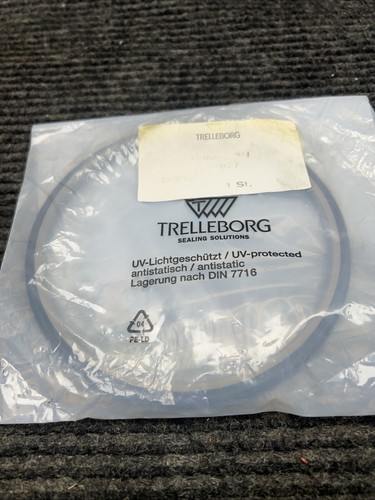 TRELLEBORG
1 St.
TRELLEBORG
SEALING SOLUTIONS
UV-Lichtgeschützt / UV-protected
antistatisch / antistatic
Lagerung nach DIN 7716
04
PE-LD